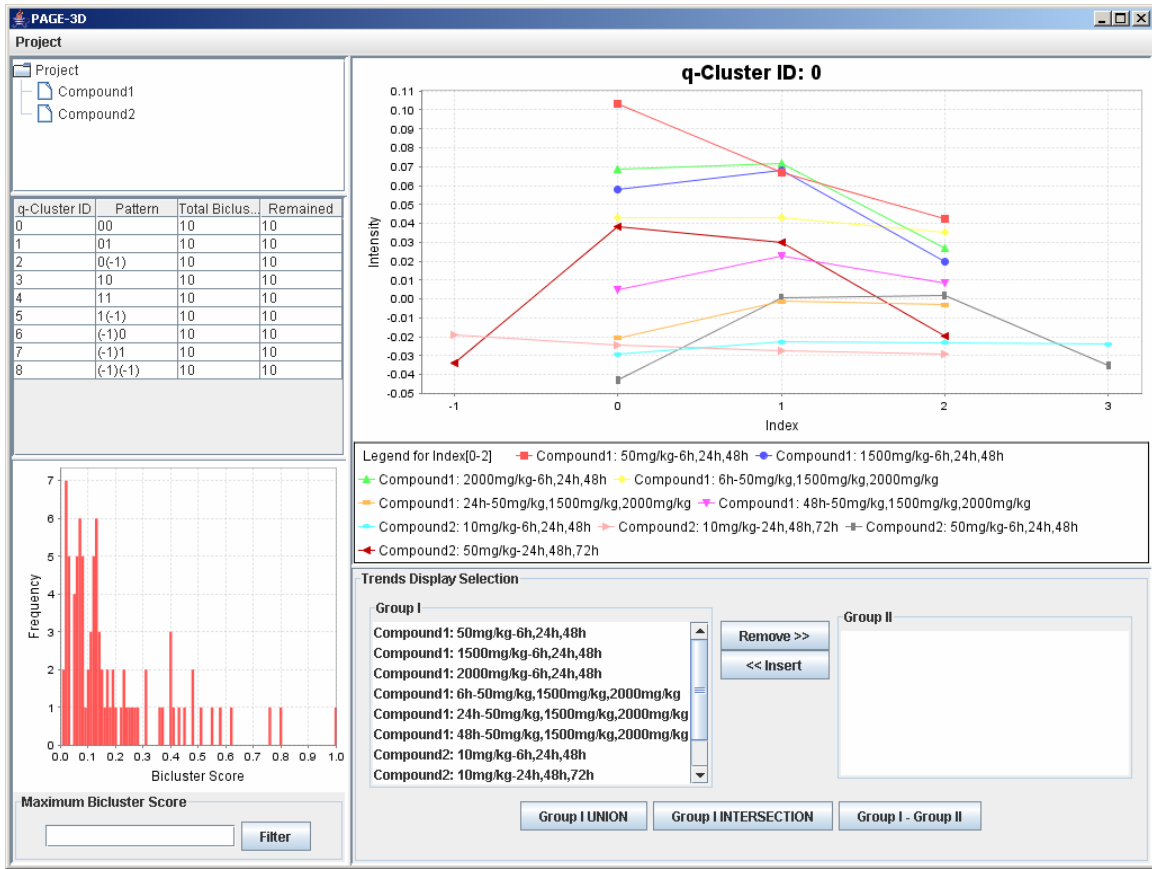 PAGE-3D
Project
Project
Compound1
Compound2
q-Cluster ID Pattern Total Biclus... Remained
0 00 10 10
1 01 10 10
2 0(-1) 10 10
3 10 10 10
4 11 10 10
5 1(-1) 10 10
6 (-1)0 10 10
7 (-1)1 10 10
8 (-1)(-1) 10 10
7
6
5
4
3
2
1
0
Frequency
0.0 0.1 0.2 0.3 0.4 0.5 0.6 0.7 0.8 0.9 1.0
Bicluster Score
Maximum Bicluster Score
Filter
q-Cluster ID: 0
0.11
0.10
0.09
0.08
0.07
0.06
0.05
0.04
0.03
0.02
0.01
0.00
-0.01
-0.02
-0.03
-0.04
-0.05
Intensity
-1 0 1 2 3
Index
Legend for Index[0-2] Compound1: 50mg/kg-6h,24h,48h Compound1: 1500mg/kg-6h,24h,48h
Compound1: 2000mg/kg-6h,24h,48h Compound1: 6h-50mg/kg,1500mg/kg,2000mg/kg
Compound1: 24h-50mg/kg,1500mg/kg,2000mg/kg Compound1: 48h-50mg/kg,1500mg/kg,2000mg/kg
Compound2: 10mg/kg-6h,24h,48h Compound2: 10mg/kg-24h,48h,72h Compound2: 50mg/kg-6h,24h,48h
Compound2: 50mg/kg-24h,48h,72h
Trends Display Selection
Group I
Compound1: 50mg/kg-6h,24h,48h
Compound1: 1500mg/kg-6h,24h,48h
Compound1: 2000mg/kg-6h,24h,48h
Compound1: 6h-50mg/kg,1500mg/kg,2000mg/kg
Compound1: 24h-50mg/kg,1500mg/kg,2000mg/kg
Compound1: 48h-50mg/kg,1500mg/kg,2000mg/kg
Compound2: 10mg/kg-6h,24h,48h
Compound2: 10mg/kg-24h,48h,72h
Remove >>
<< Insert
Group II
Group I UNION
Group I INTERSECTION
Group I - Group II